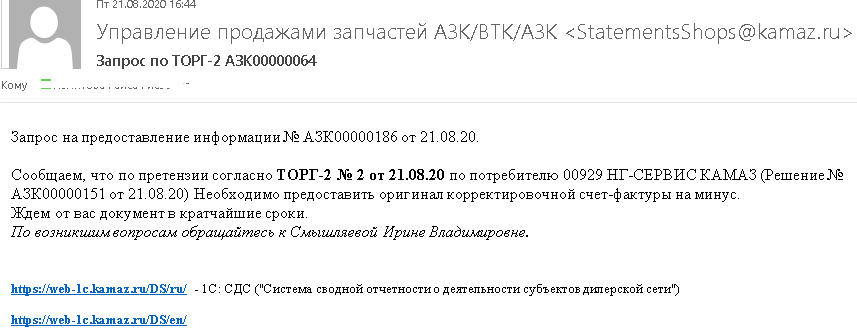 Пт 21.08.2020 16:44
Управление продажами запчастей АЗК/ВТК/АЗК <StatementsShops@kamaz.ru>
Запрос по ТОРГ-2 АЗК00000064
Кому
Запрос на предоставление информации № АЗК00000186 от 21.08.20.
Сообщаем, что по претензии согласно ТОРГ-2 № 2 от 21.08.20 по потребителю 00929 НГ-СЕРВИС КАМАЗ (Решение №
АЗК00000151 от 21.08.20) Необходимо предоставить оригинал корректировочной счет-фактуры на минус.
Ждем от вас документ в кратчайшие сроки.
По возникшим вопросам обращайтесь к Смышляевой Ирине Владимировне.
https://web-1c.kamaz.ru/DS/ru/ - 1С: СДС ("Система сводной отчетности о деятельности субъектов дилерской сети")
https://web-1c.kamaz.ru/DS/en/